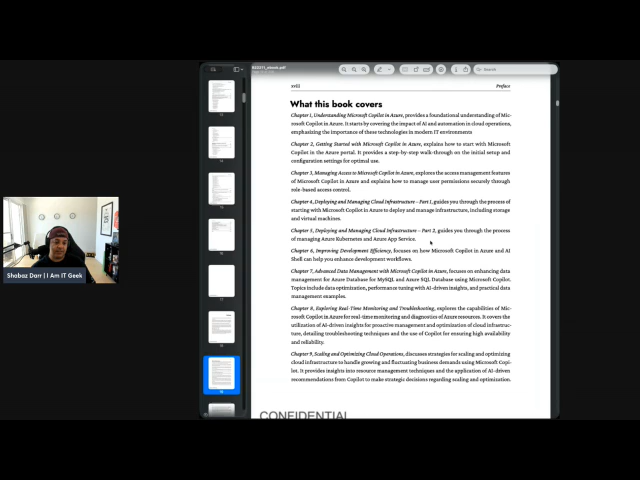 Search
xviii
Preface
What this book covers
Chapter 1, Understanding Microsoft Copilot in Azure, provides a foundational understanding of Mic-
rosoft Copilot in Azure. It starts by covering the impact of AI and automation in cloud operations,
emphasizing the importance of these technologies in modern IT environments
Chapter 2, Getting Started with Microsoft Copilot in Azure, explains how to start with Microsoft
Copilot in the Azure portal. It provides a step-by-step walk-through on the initial setup and
configuration settings for optimal use.
Chapter 3, Managing Access to Microsoft Copilot in Azure, explores the access management features
of Microsoft Copilot in Azure and explains how to manage user permissions securely through
role-based access control.
Chapter 4, Deploying and Managing Cloud Infrastructure – Part 1, guides you through the process of
starting with Microsoft Copilot in Azure to deploy and manage infrastructure, including storage
and virtual machines.
Chapter 5, Deploying and Managing Cloud Infrastructure – Part 2, guides you through the process
of managing Azure Kubernetes and Azure App Service.
Chapter 6, Improving Development Efficiency, focuses on how Microsoft Copilot in Azure and AI
Shell can help you enhance development workflows.
Chapter 7, Advanced Data Management with Microsoft Copilot in Azure, focuses on enhancing data
management for Azure Database for MySQL and Azure SQL Database using Microsoft Copilot.
Topics include data optimization, performance tuning with AI-driven insights, and practical data
management examples.
Chapter 8, Exploring Real-Time Monitoring and Troubleshooting, explores the capabilities of Mic-
rosoft Copilot in Azure for real-time monitoring and diagnostics of Azure resources. It covers the
utilization of AI-driven insights for proactive management and optimization of cloud infrastruc-
ture, detailing troubleshooting techniques and the use of Copilot for ensuring high availability
and reliability.
Chapter 9, Scaling and Optimizing Cloud Operations, discusses strategies for scaling and optimizing
cloud infrastructure to handle growing and fluctuating business demands using Microsoft Copi-
lot. It provides insights into resource management techniques and the application of AI-driven
recommendations from Copilot to make strategic decisions regarding scaling and optimization.
CONFIDENTIAL
Shabaz Darr | I Am IT Geek